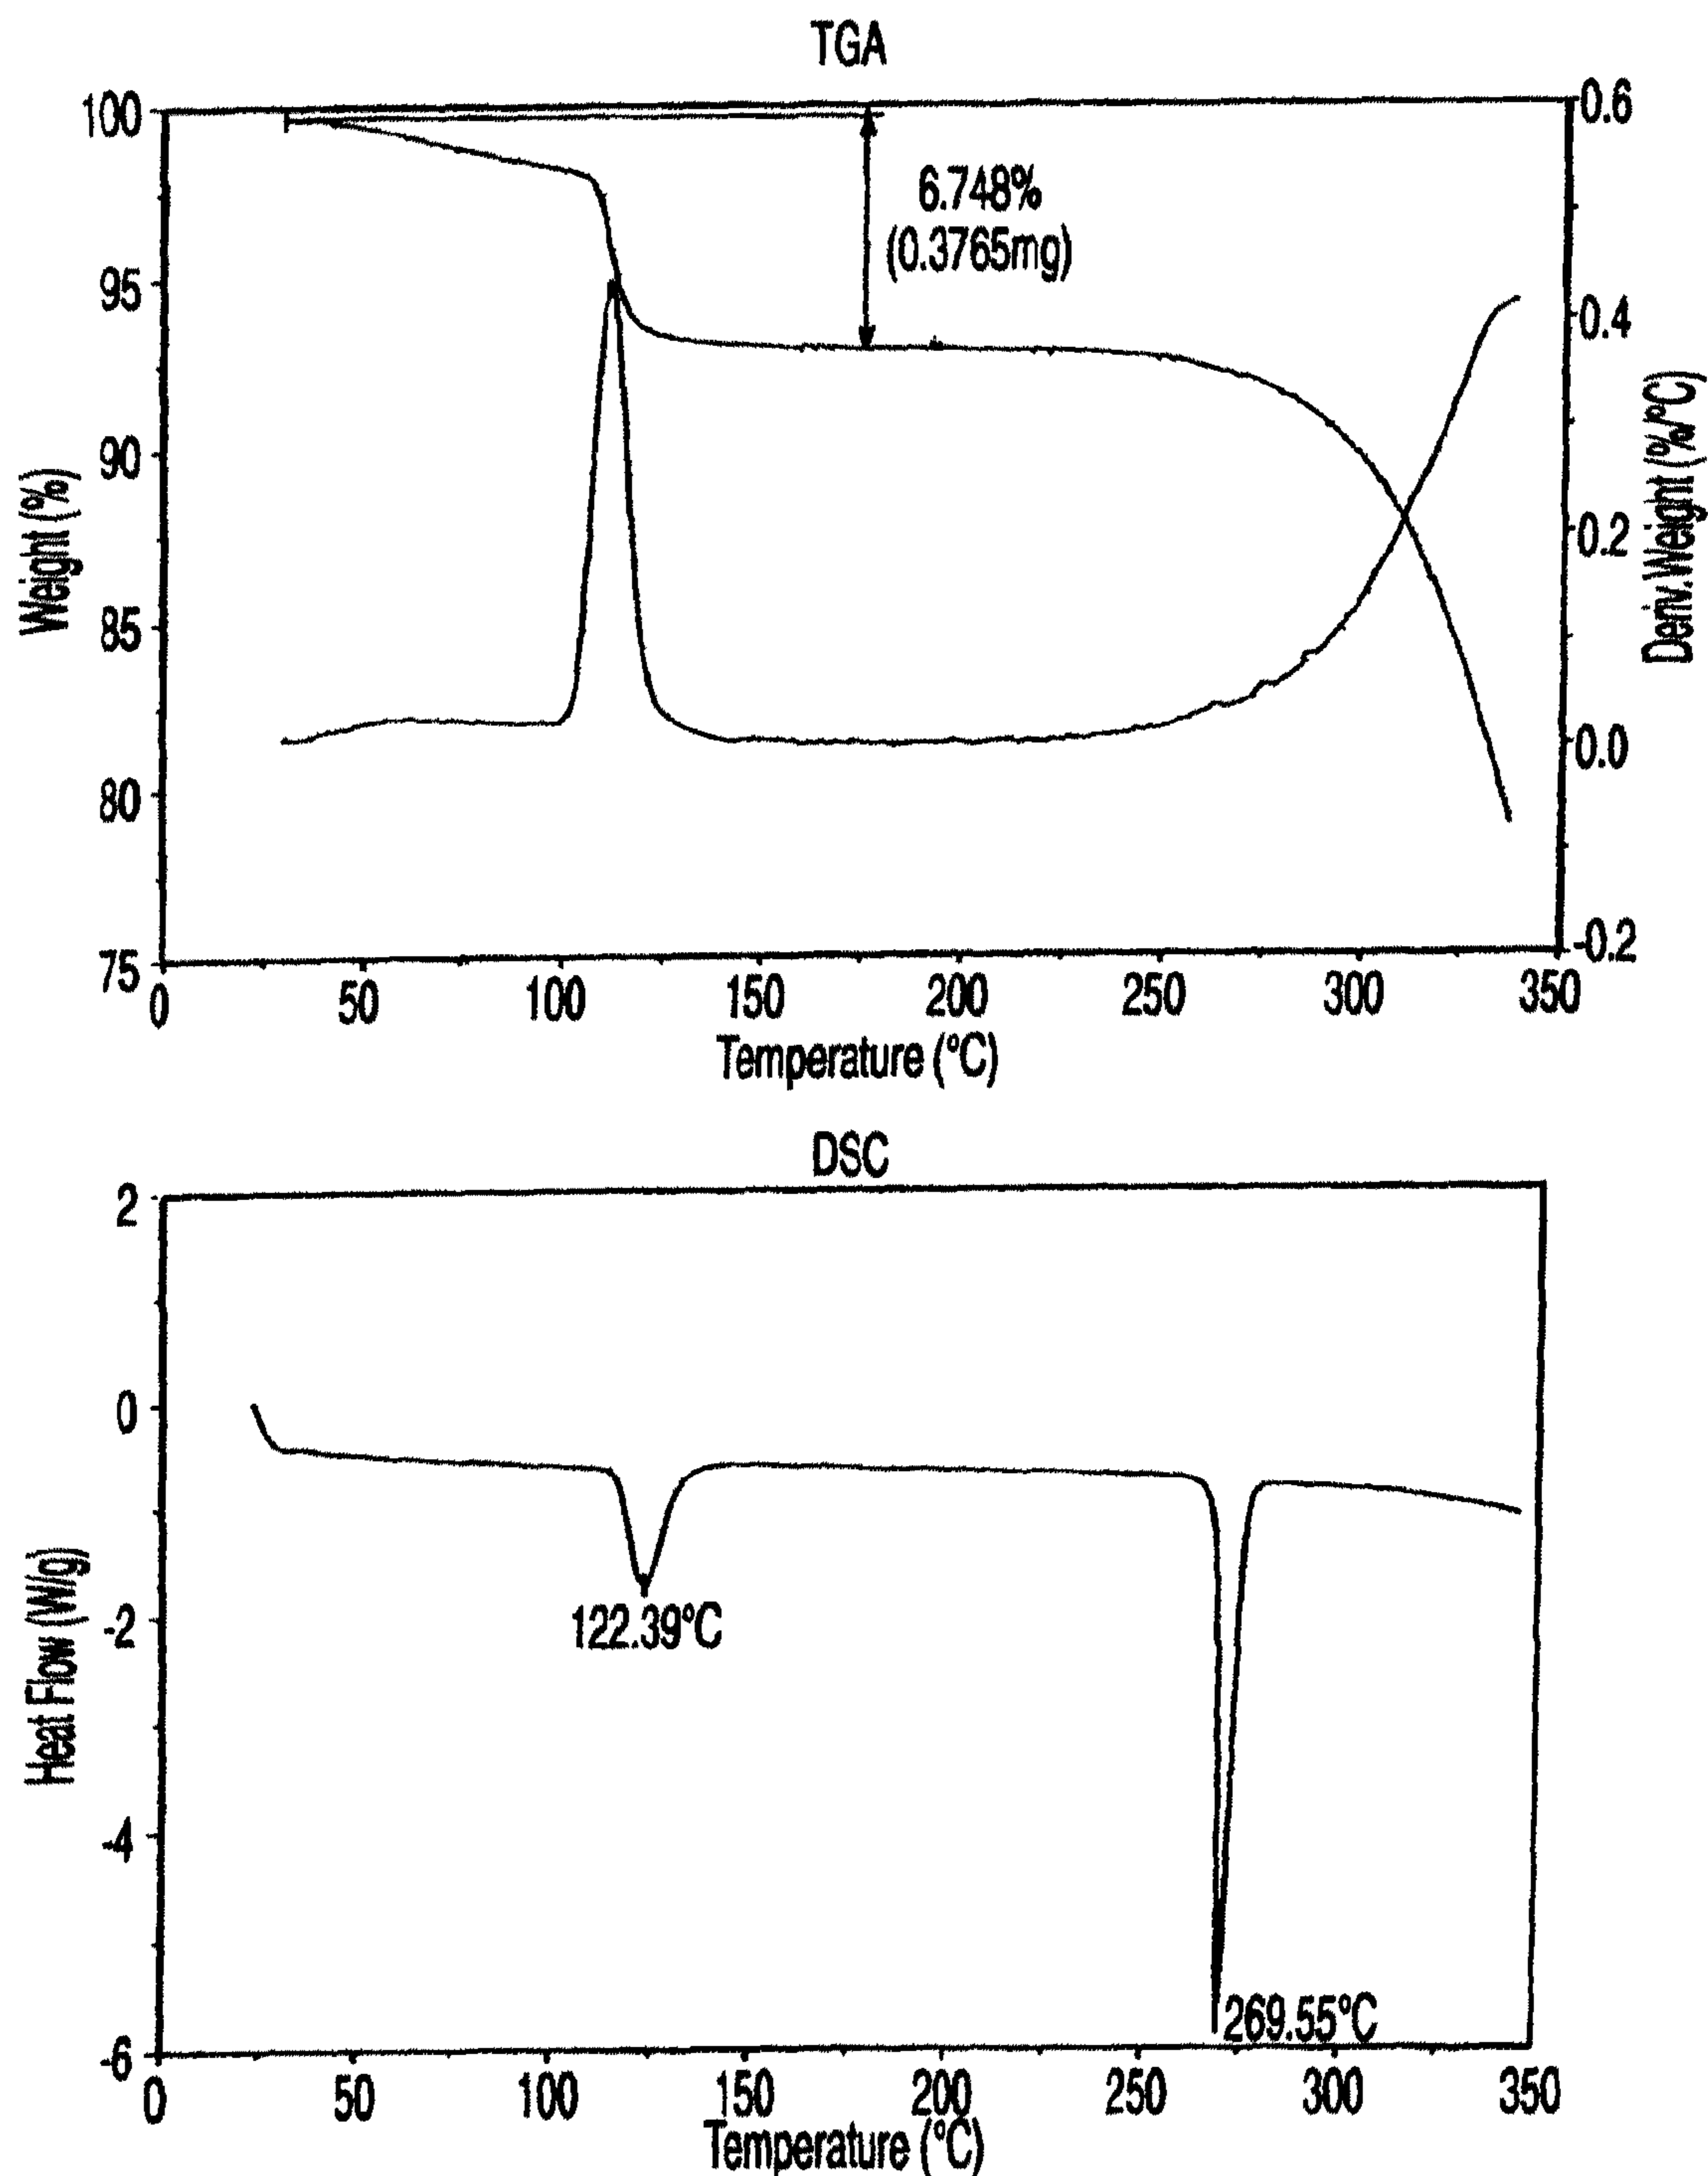 TGA
100
95
90
85
80
75
Weight (%)
0.6
0.4
0.2
0.0
-0.2
Deriv.Weight (%/°C)
6.748%
(0.3765mg)
0 50 100 150 200 250 300 350
Temperature (°C)
DSC
2
0
-2
-4
-6
Heat Flow (W/g)
122.39°C
269.55°C
0 50 100 150 200 250 300 350
Temperature (°C)